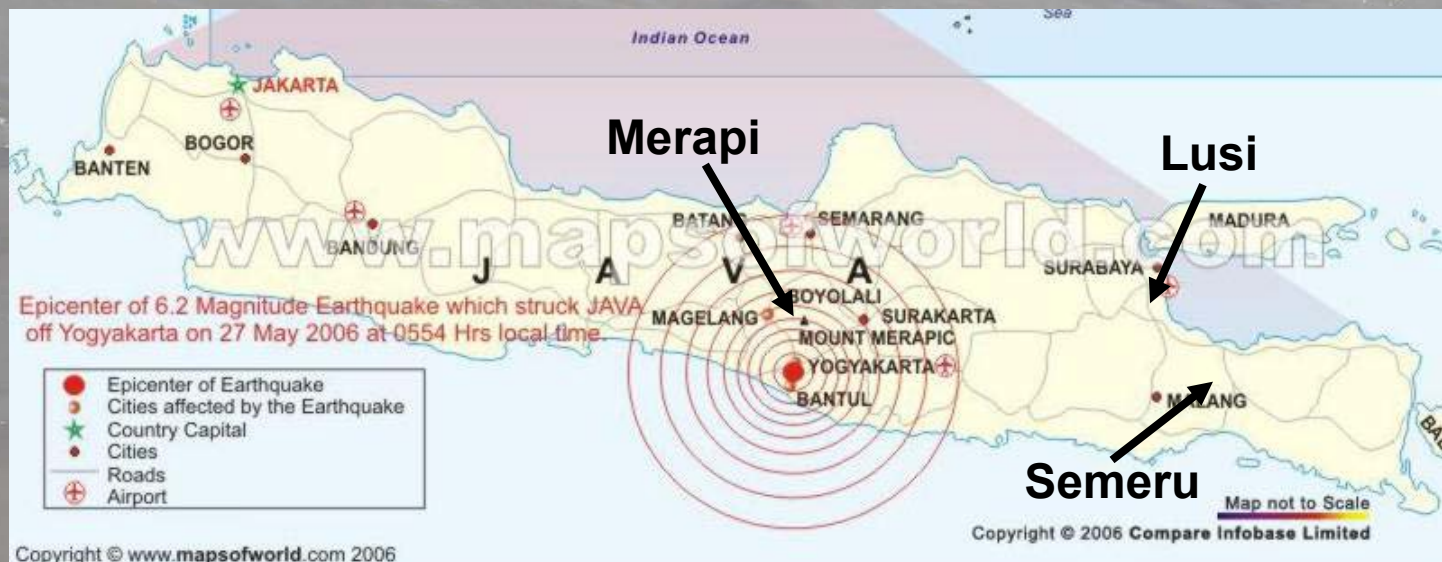 Sea
Indian Ocean
JAKARTA
BOGOR
BANTEN
BANDUNG
Merapi
Lusi
BATANG
SEMARANG
MADURA
www.mapsofworld.com
SURABAYA
J A V A
BOYOLALI
MAGELANG
SURAKARTA
MOUNT MERAPIC
YOGYAKARTA
BANTUL
MALANG
Semeru
Epicenter of 6.2 Magnitude Earthquake which struck JAVA
off Yogyakarta on 27 May 2006 at 0554 Hrs local time.
Epicenter of Earthquake
Cities affected by the Earthquake
Country Capital
Cities
Roads
Airport
Map not to Scale
Copyright © 2006 Compare Infobase Limited
Copyright © www.mapsofworld.com 2006